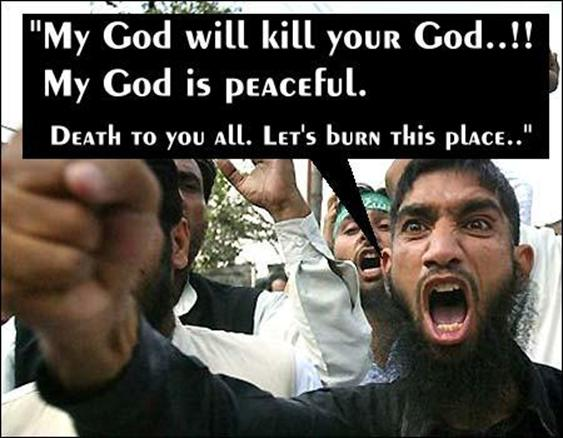 "My God will kill your God..!!
My God is peaceful.
Death to you all. Let's burn this place.."